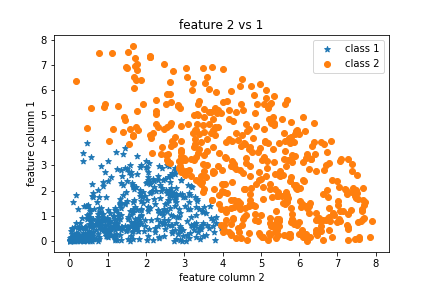 feature 2 vs 1
class 1
class 2
8
7
6
5
4
3
2
1
0
feature column 1
0 1 2 3 4 5 6 7 8
feature column 2